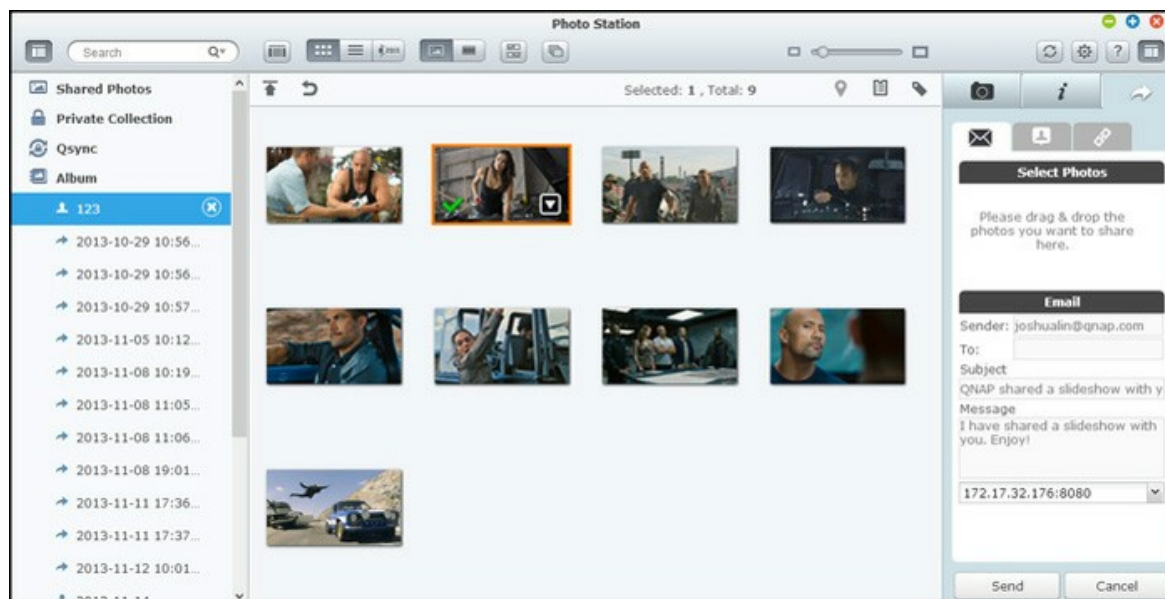 Photo Station
Search
Shared Photos
Private Collection
Qsync
Album
123
2013-10-29 10:56...
2013-10-29 10:56...
2013-10-29 10:57...
2013-11-05 10:12...
2013-11-08 10:19...
2013-11-08 11:05...
2013-11-08 11:06...
2013-11-08 19:01...
2013-11-11 17:36...
2013-11-11 17:37...
2013-11-12 10:01...
Selected: 1 , Total: 9
Select Photos
Please drag & drop the
photos you want to share
here.
Email
Sender: joshualin@qnap.com
To:
Subject
QNAP shared a slideshow with y
Message
I have shared a slideshow with
you. Enjoy!
172.17.32.176:8080
Send Cancel